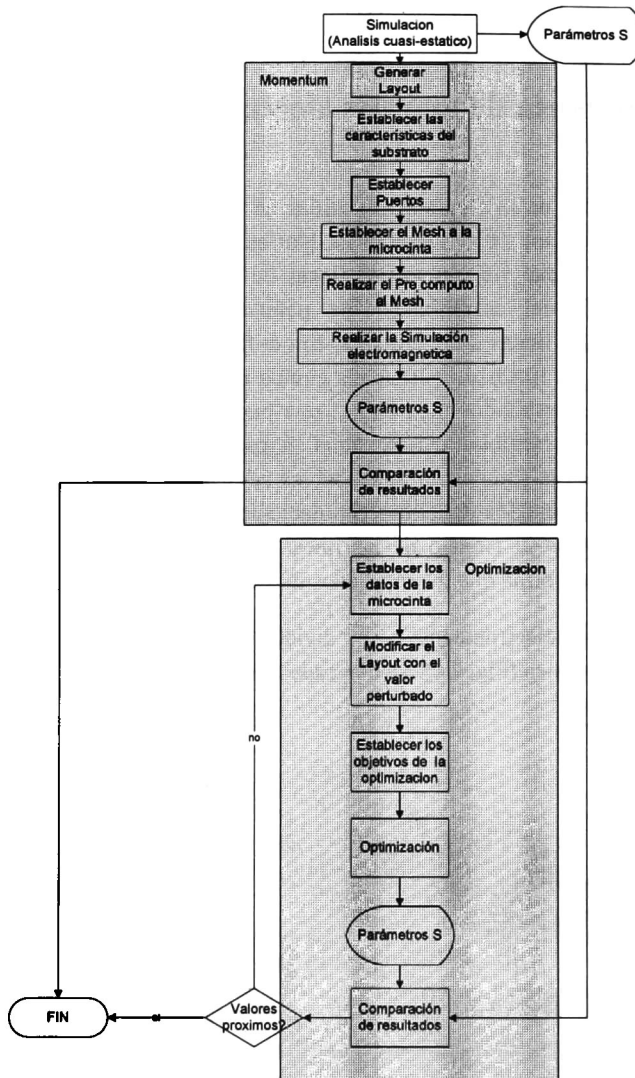 Simulacion
(Analisis cuasi-estatico)
Parámetros S
Momentum
Generar
Layout
Establecer las
características del
substrato
Establecer
Puertos
Establecer el Mesh a la
microcinta
Realizar el Pre computo
al Mesh
Realizar la Simulación
electromagnetica
Parámetros S
Comparación
de resultados
Optimizacion
Establecer los
datos de la
microcinta
Modificar el
Layout con el
valor
perturbado
no
Establecer los
objetivos de la
optimizacion
Optimización
Parámetros S
Comparación
de resultados
Valores
proximos?
FIN